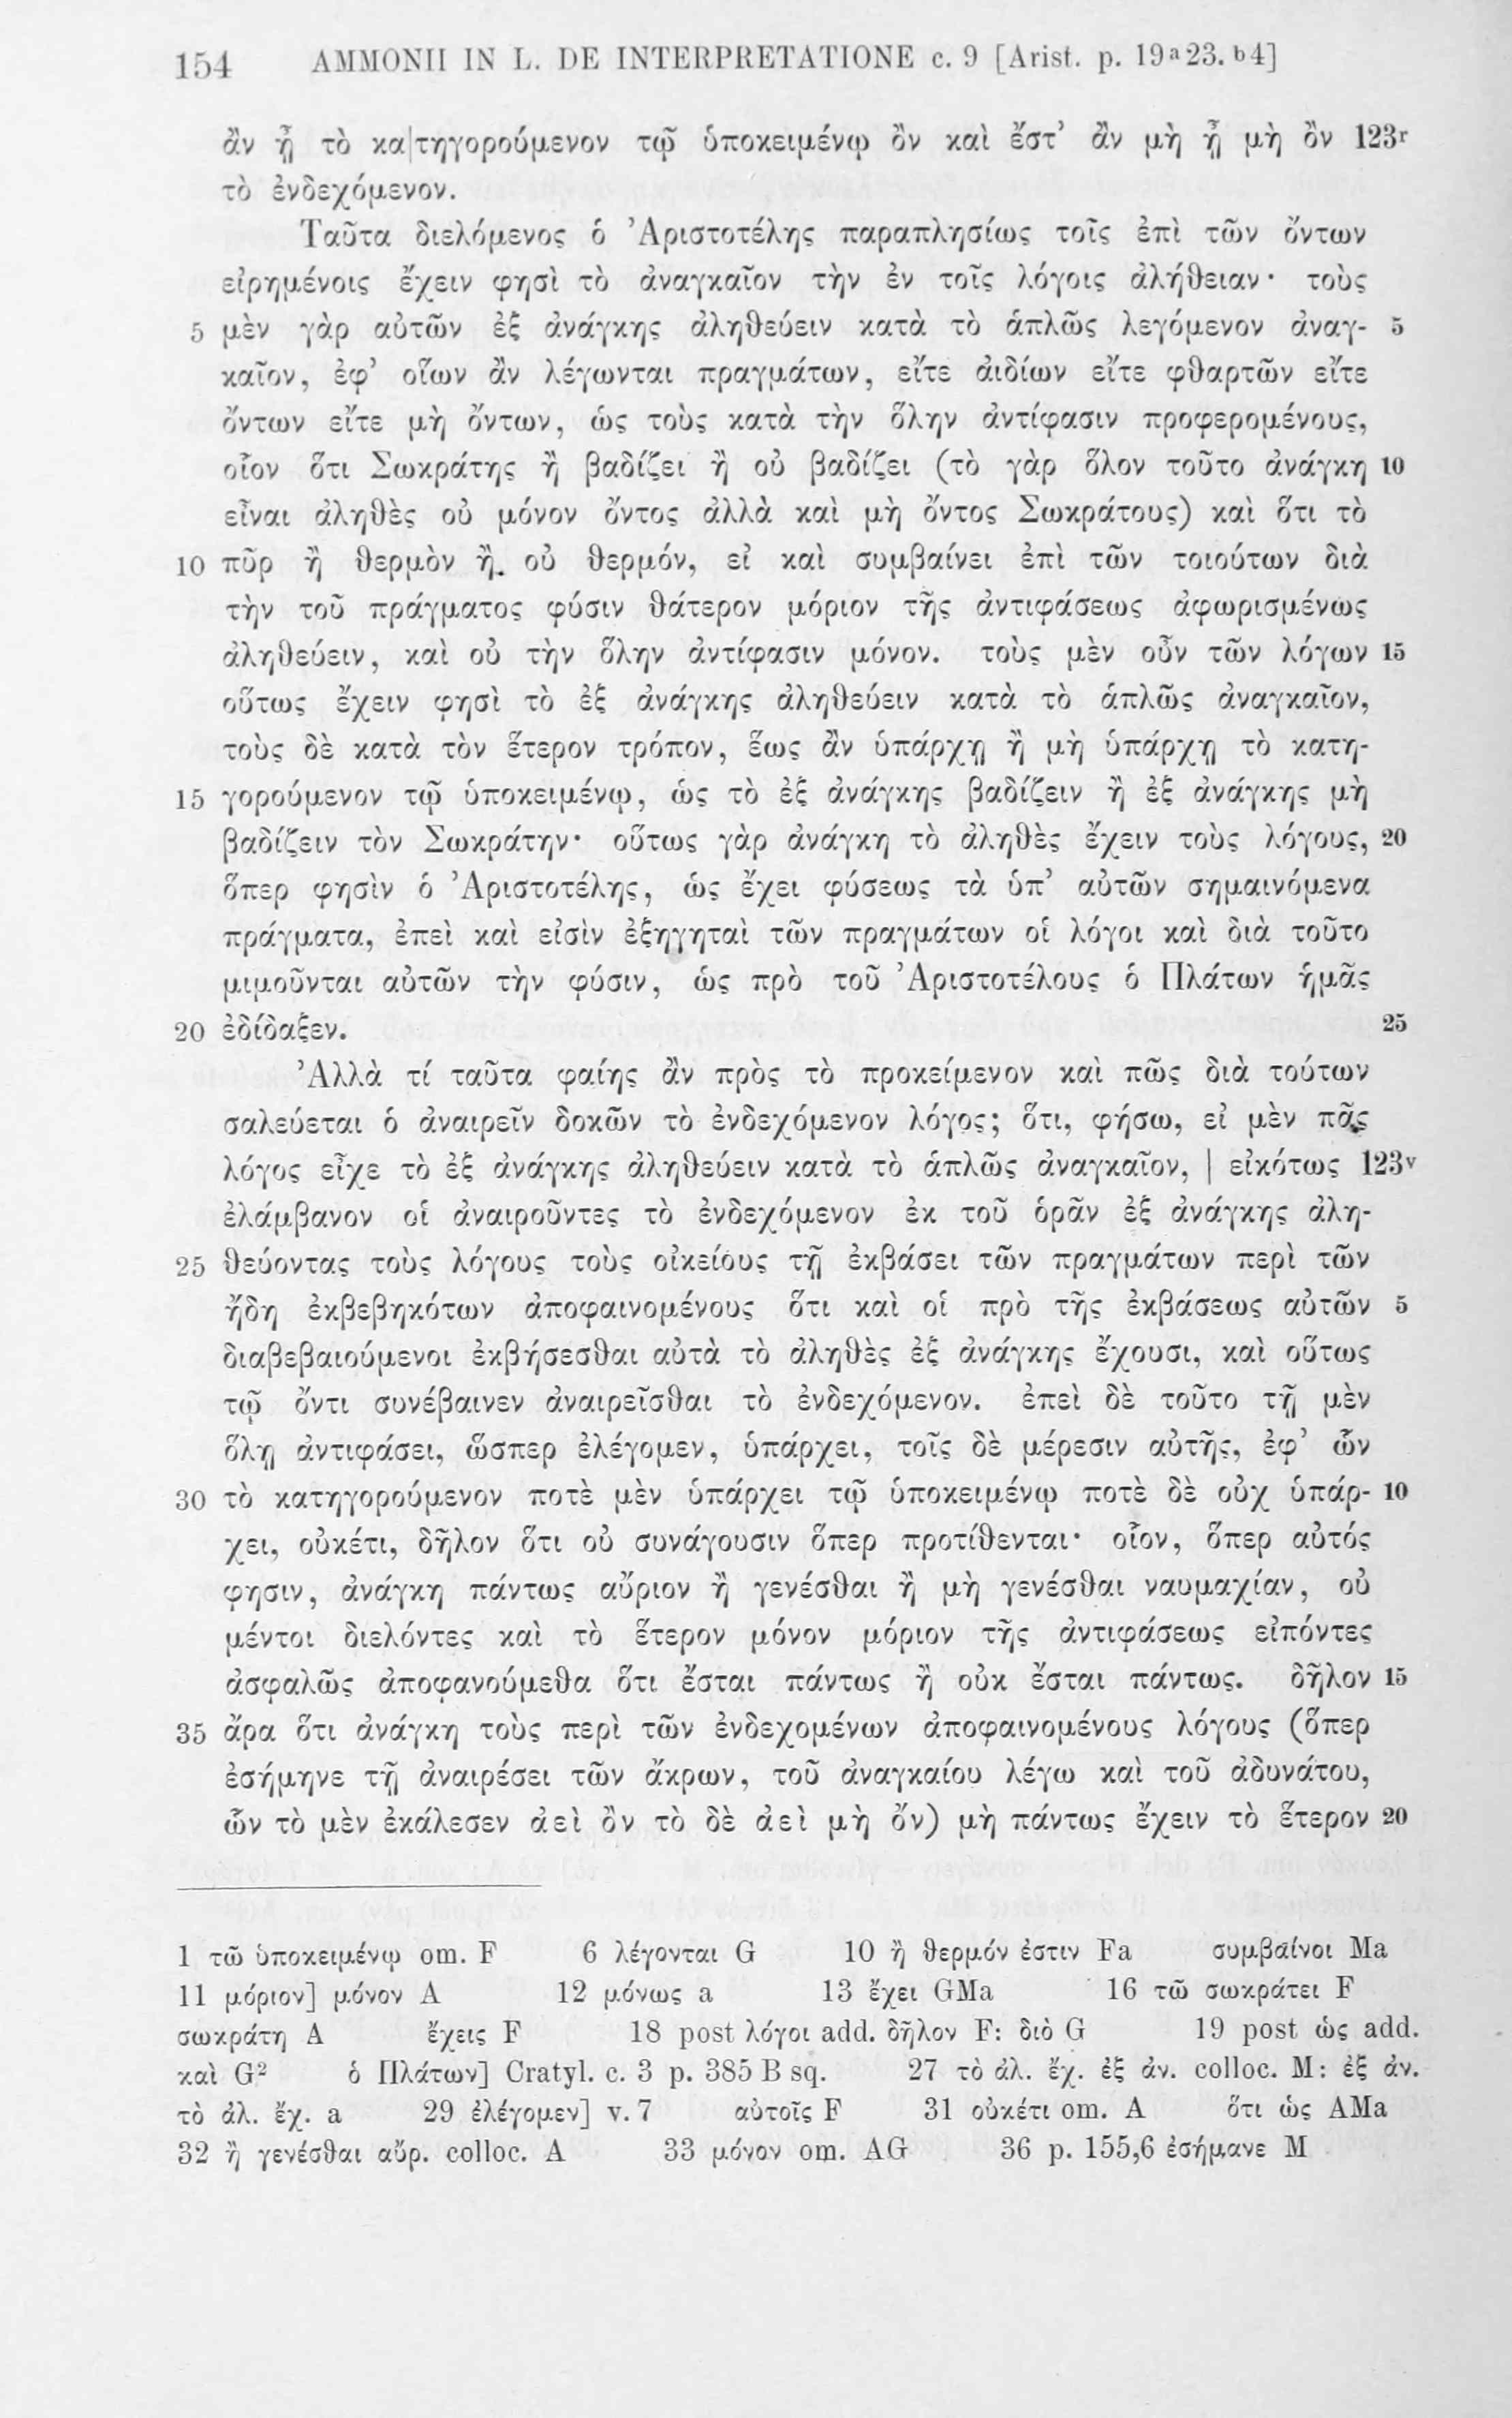 154 AMMONII IN L. DE INTERPRETATIONE c. 9 [Arist. p. 19ᵃ23. ᵇ4]
ἂν ᾖ τὸ κα|τηγορούμενον τῷ ὑποκειμένῳ ὂν καὶ ἔστ’ ἂν μὴ ᾖ μὴ ὂν 123ʳ
τὸ ἐνδεχόμενον.
Ταῦτα διελόμενος ὁ Ἀριστοτέλης παραπλησίως τοῖς ἐπὶ τῶν ὄντων
εἰρημένοις ἔχειν φησὶ τὸ ἀναγκαῖον τὴν ἐν τοῖς λόγοις ἀλήθειαν· τοὺς
5 μὲν γὰρ αὐτῶν ἐξ ἀνάγκης ἀληθεύειν κατὰ τὸ ἁπλῶς λεγόμενον ἀναγ- 5
καῖον, ἐφ’ οἵων ἂν λέγωνται πραγμάτων, εἴτε ἀιδίων εἴτε φθαρτῶν εἴτε
ὄντων εἴτε μὴ ὄντων, ὡς τοὺς κατὰ τὴν ὅλην ἀντίφασιν προφερομένους,
οἷον ὅτι Σωκράτης ἢ βαδίζει ἢ οὐ βαδίζει (τὸ γὰρ ὅλον τοῦτο ἀνάγκη 10
εἶναι ἀληθὲς οὐ μόνον ὄντος ἀλλὰ καὶ μὴ ὄντος Σωκράτους) καὶ ὅτι τὸ
10 πῦρ ἢ θερμὸν ἢ οὐ θερμόν, εἰ καὶ συμβαίνει ἐπὶ τῶν τοιούτων διὰ
τὴν τοῦ πράγματος φύσιν θάτερον μόριον τῆς ἀντιφάσεως ἀφωρισμένως
ἀληθεύειν, καὶ οὐ τὴν ὅλην ἀντίφασιν μόνον. τοὺς μὲν οὖν τῶν λόγων 15
οὕτως ἔχειν φησὶ τὸ ἐξ ἀνάγκης ἀληθεύειν κατὰ τὸ ἁπλῶς ἀναγκαῖον,
τοὺς δὲ κατὰ τὸν ἕτερον τρόπον, ἕως ἂν ὑπάρχῃ ἢ μὴ ὑπάρχῃ τὸ κατη-
15 γορούμενον τῷ ὑποκειμένῳ, ὡς τὸ ἐξ ἀνάγκης βαδίζειν ἢ ἐξ ἀνάγκης μὴ
βαδίζειν τὸν Σωκράτην· οὕτως γὰρ ἀνάγκη τὸ ἀληθὲς ἔχειν τοὺς λόγους, 20
ὅπερ φησὶν ὁ Ἀριστοτέλης, ὡς ἔχει φύσεως τὰ ὑπ’ αὐτῶν σημαινόμενα
πράγματα, ἐπεὶ καὶ εἰσὶν ἐξηγηταὶ τῶν πραγμάτων οἱ λόγοι καὶ διὰ τοῦτο
μιμοῦνται αὐτῶν τὴν φύσιν, ὡς πρὸ τοῦ Ἀριστοτέλους ὁ Πλάτων ἡμᾶς
20 ἐδίδαξεν. 25
Ἀλλὰ τί ταῦτα φαίης ἂν πρὸς τὸ προκείμενον καὶ πῶς διὰ τούτων
σαλεύεται ὁ ἀναιρεῖν δοκῶν τὸ ἐνδεχόμενον λόγος; ὅτι, φήσω, εἰ μὲν πᾶς
λόγος εἶχε τὸ ἐξ ἀνάγκης ἀληθεύειν κατὰ τὸ ἁπλῶς ἀναγκαῖον, | εἰκότως 123ᵛ
ἐλάμβανον οἱ ἀναιροῦντες τὸ ἐνδεχόμενον ἐκ τοῦ ὁρᾶν ἐξ ἀνάγκης ἀλη-
25 θεύοντας τοὺς λόγους τοὺς οἰκείους τῇ ἐκβάσει τῶν πραγμάτων περὶ τῶν
ἤδη ἐκβεβηκότων ἀποφαινομένους ὅτι καὶ οἱ πρὸ τῆς ἐκβάσεως αὐτῶν 5
διαβεβαιούμενοι ἐκβήσεσθαι αὐτὰ τὸ ἀληθὲς ἐξ ἀνάγκης ἔχουσι, καὶ οὕτως
τῷ ὄντι συνέβαινεν ἀναιρεῖσθαι τὸ ἐνδεχόμενον. ἐπεὶ δὲ τοῦτο τῇ μὲν
ὅλῃ ἀντιφάσει, ὥσπερ ἐλέγομεν, ὑπάρχει, τοῖς δὲ μέρεσιν αὐτῆς, ἐφ’ ὧν
30 τὸ κατηγορούμενον ποτὲ μὲν ὑπάρχει τῷ ὑποκειμένῳ ποτὲ δὲ οὐχ ὑπάρ- 10
χει, οὐκέτι, δῆλον ὅτι οὐ συνάγουσιν ὅπερ προτίθενται· οἷον, ὅπερ αὐτός
φησιν, ἀνάγκη πάντως αὔριον ἢ γενέσθαι ἢ μὴ γενέσθαι ναυμαχίαν, οὐ
μέντοι διελόντες καὶ τὸ ἕτερον μόνον μόριον τῆς ἀντιφάσεως εἰπόντες
ἀσφαλῶς ἀποφανούμεθα ὅτι ἔσται πάντως ἢ οὐκ ἔσται πάντως. δῆλον 15
35 ἄρα ὅτι ἀνάγκη τοὺς περὶ τῶν ἐνδεχομένων ἀποφαινομένους λόγους (ὅπερ
ἐσήμηνε τῇ ἀναιρέσει τῶν ἄκρων, τοῦ ἀναγκαίου λέγω καὶ τοῦ ἀδυνάτου,
ὧν τὸ μὲν ἐκάλεσεν ἀεὶ ὂν τὸ δὲ ἀεὶ μὴ ὄν) μὴ πάντως ἔχειν τὸ ἕτερον 20
1 τῶ ὑποκειμένῳ om. F 6 λέγονται G 10 ἢ θερμόν ἐστιν Fa συμβαίνοι Ma
11 μόριον] μόνον A 12 μόνως a 13 ἔχει GMa 16 τῶ σωκράτει F
σωκράτη A ἔχεις F 18 post λόγοι add. δῆλον F: διὸ G 19 post ὡς add.
καὶ G² ὁ Πλάτων] Cratyl. c. 3 p. 385 B sq. 27 τὸ ἀλ. ἔχ. ἐξ ἀν. colloc. M: ἐξ ἀν.
τὸ ἀλ. ἔχ. a 29 ἐλέγομεν] v. 7 αὐτοῖς F 31 οὐκέτι om. A ὅτι ὡς AMa
32 ἢ γενέσθαι αὔρ. colloc. A 33 μόνον om. AG 36 p. 155,6 ἐσήμανε M